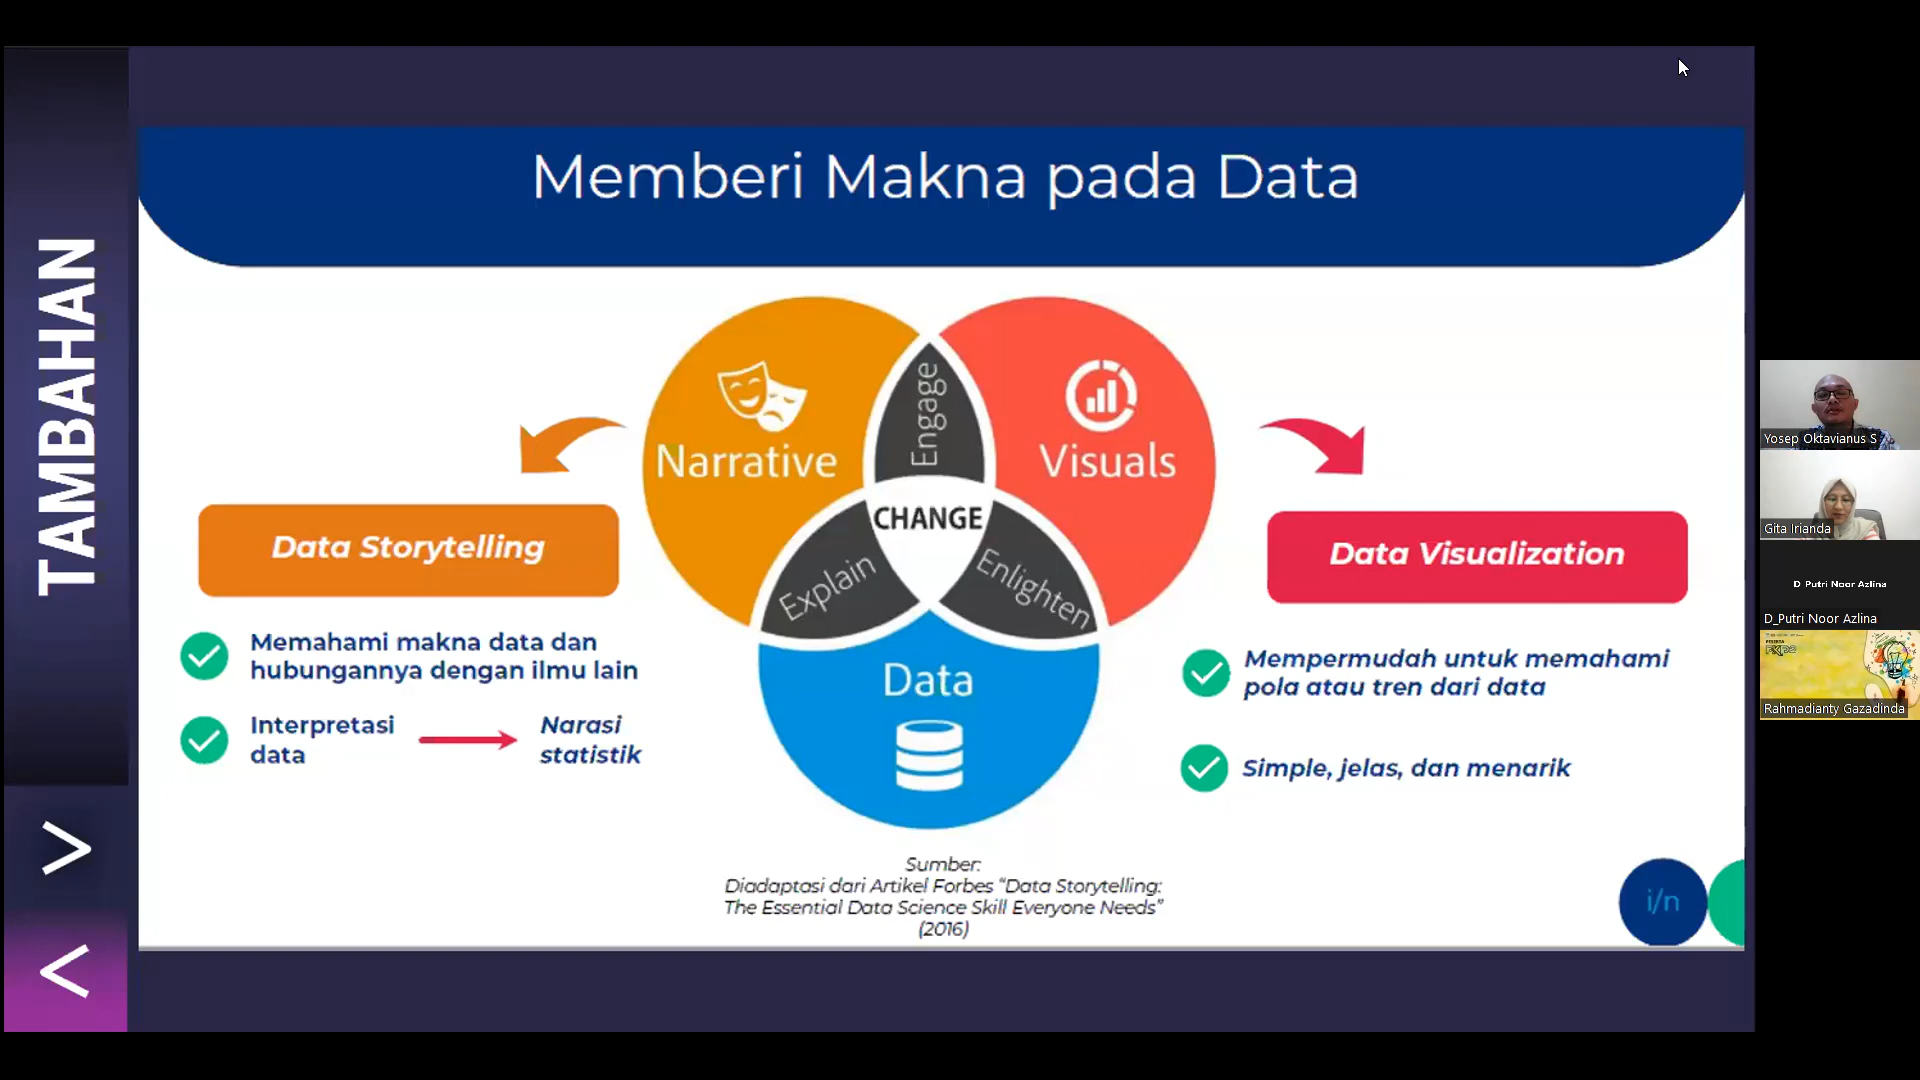 TAMBAHAN
Memberi Makna pada Data
Narrative
Engage
Visuals
CHANGE
Explain
Enlighten
Data
Data Storytelling
Memahami makna data dan
hubungannya dengan ilmu lain
Interpretasi
data
Narasi
statistik
Data Visualization
Mempermudah untuk memahami
pola atau tren dari data
Simple, jelas, dan menarik
Sumber:
Diadaptasi dari Artikel Forbes “Data Storytelling:
The Essential Data Science Skill Everyone Needs”
(2016)
i/n
Yosep Oktavianus S
Gita Irianda
D Putri Noor Azlina
D_Putri Noor Azlina
Rahmadianty Gazadinda